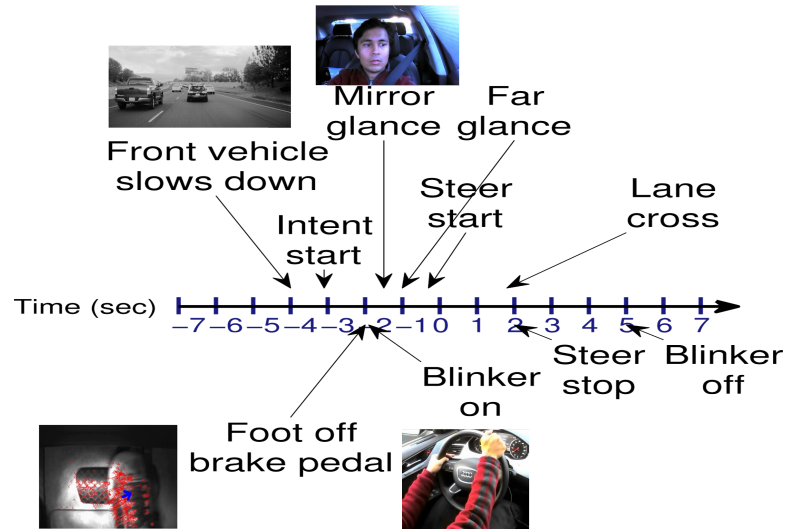 Mirror
glance
Far
glance
Front vehicle
slows down
Steer
start
Lane
cross
Intent
start
Time (sec)
−7 −6 −5 −4 −3 −2 −1 0 1 2 3 4 5 6 7
Steer
stop
Blinker
off
Blinker
on
Foot off
brake pedal